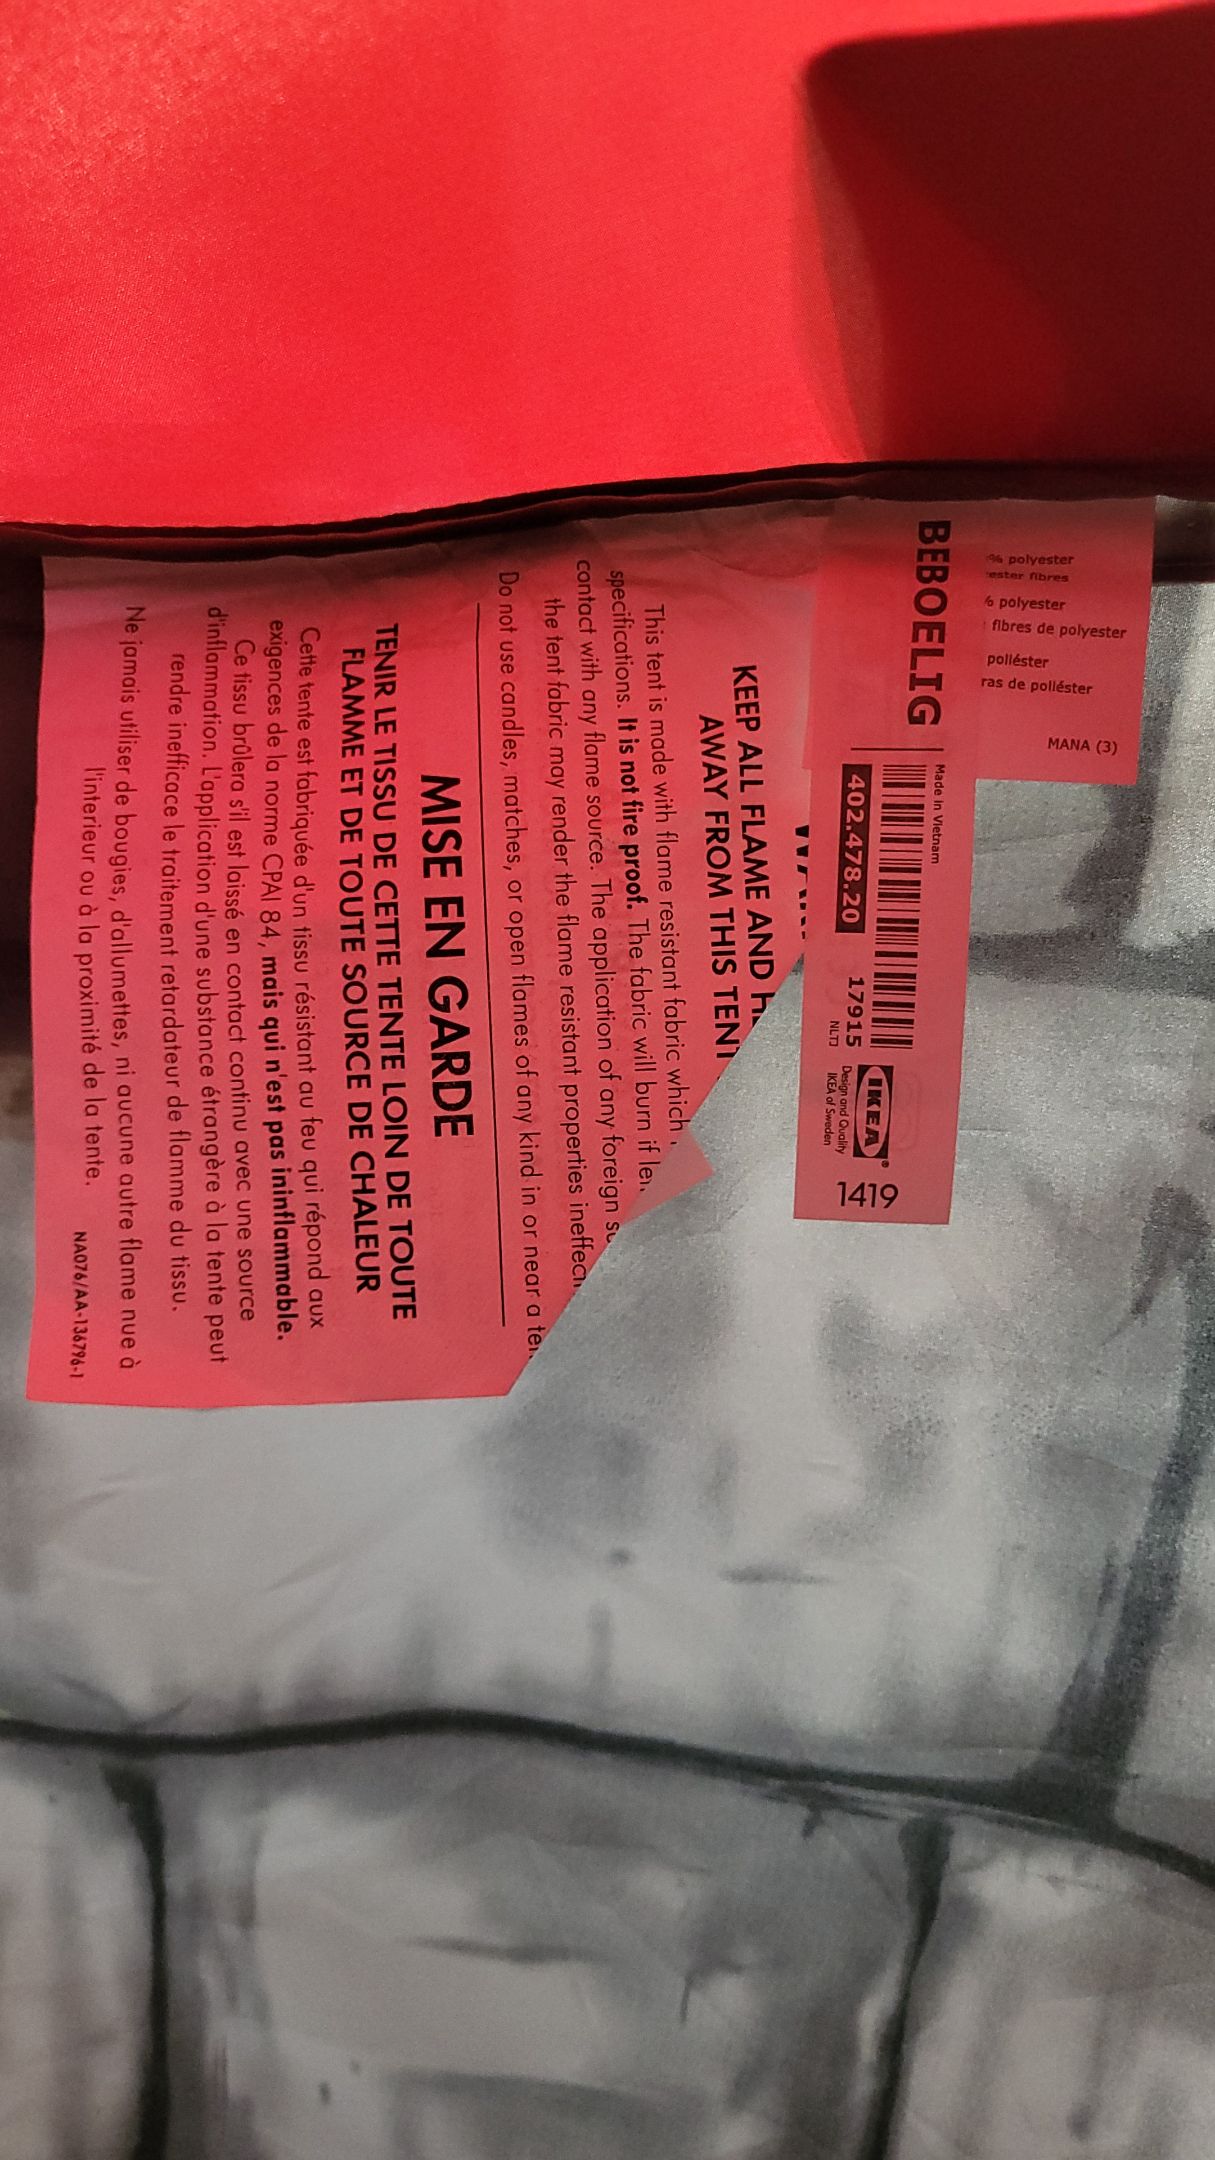 % polyester
ester fibres
% polyester
fibres de polyester
poliéster
ras de poliéster
MANA (3)
BEBOELIG
Made in Vietnam
402.478.20
17915
IKEA®
Design and Quality
IKEA of Sweden
1419
KEEP ALL FLAME AND
AWAY FROM THIS TENT
This tent is made with flame resistant fabric which
specifications. It is not fire proof. The fabric will burn if
contact with any flame source. The application of any foreign
the tent fabric may render the flame resistant properties
Do not use candles, matches, or open flames of any kind in or near a
MISE EN GARDE
TENIR LE TISSU DE CETTE TENTE LOIN DE TOUTE
FLAMME ET DE TOUTE SOURCE DE CHALEUR
Cette tente est fabriquée d'un tissu résistant au feu qui répond aux
exigences de la norme CPAI 84, mais qui n'est pas ininflammable.
Ce tissu brûlera s'il est laissé en contact continu avec une source
d'inflammation. L'application d'une substance étrangère à la tente peut
rendre inefficace le traitement retardateur de flamme du tissu.
Ne jamais utiliser de bougies, d'allumettes, ni aucune autre flame nue à
l'interieur ou à la proximité de la tente.
NA076/AA-136796-1